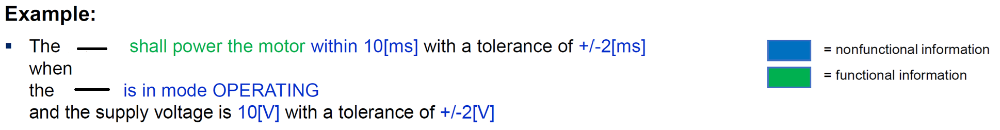 Example:
▪ The shall power the motor within 10[ms] with a tolerance of +/-2[ms]
when
the is in mode OPERATING
and the supply voltage is 10[V] with a tolerance of +/-2[V]
= nonfunctional information
= functional information